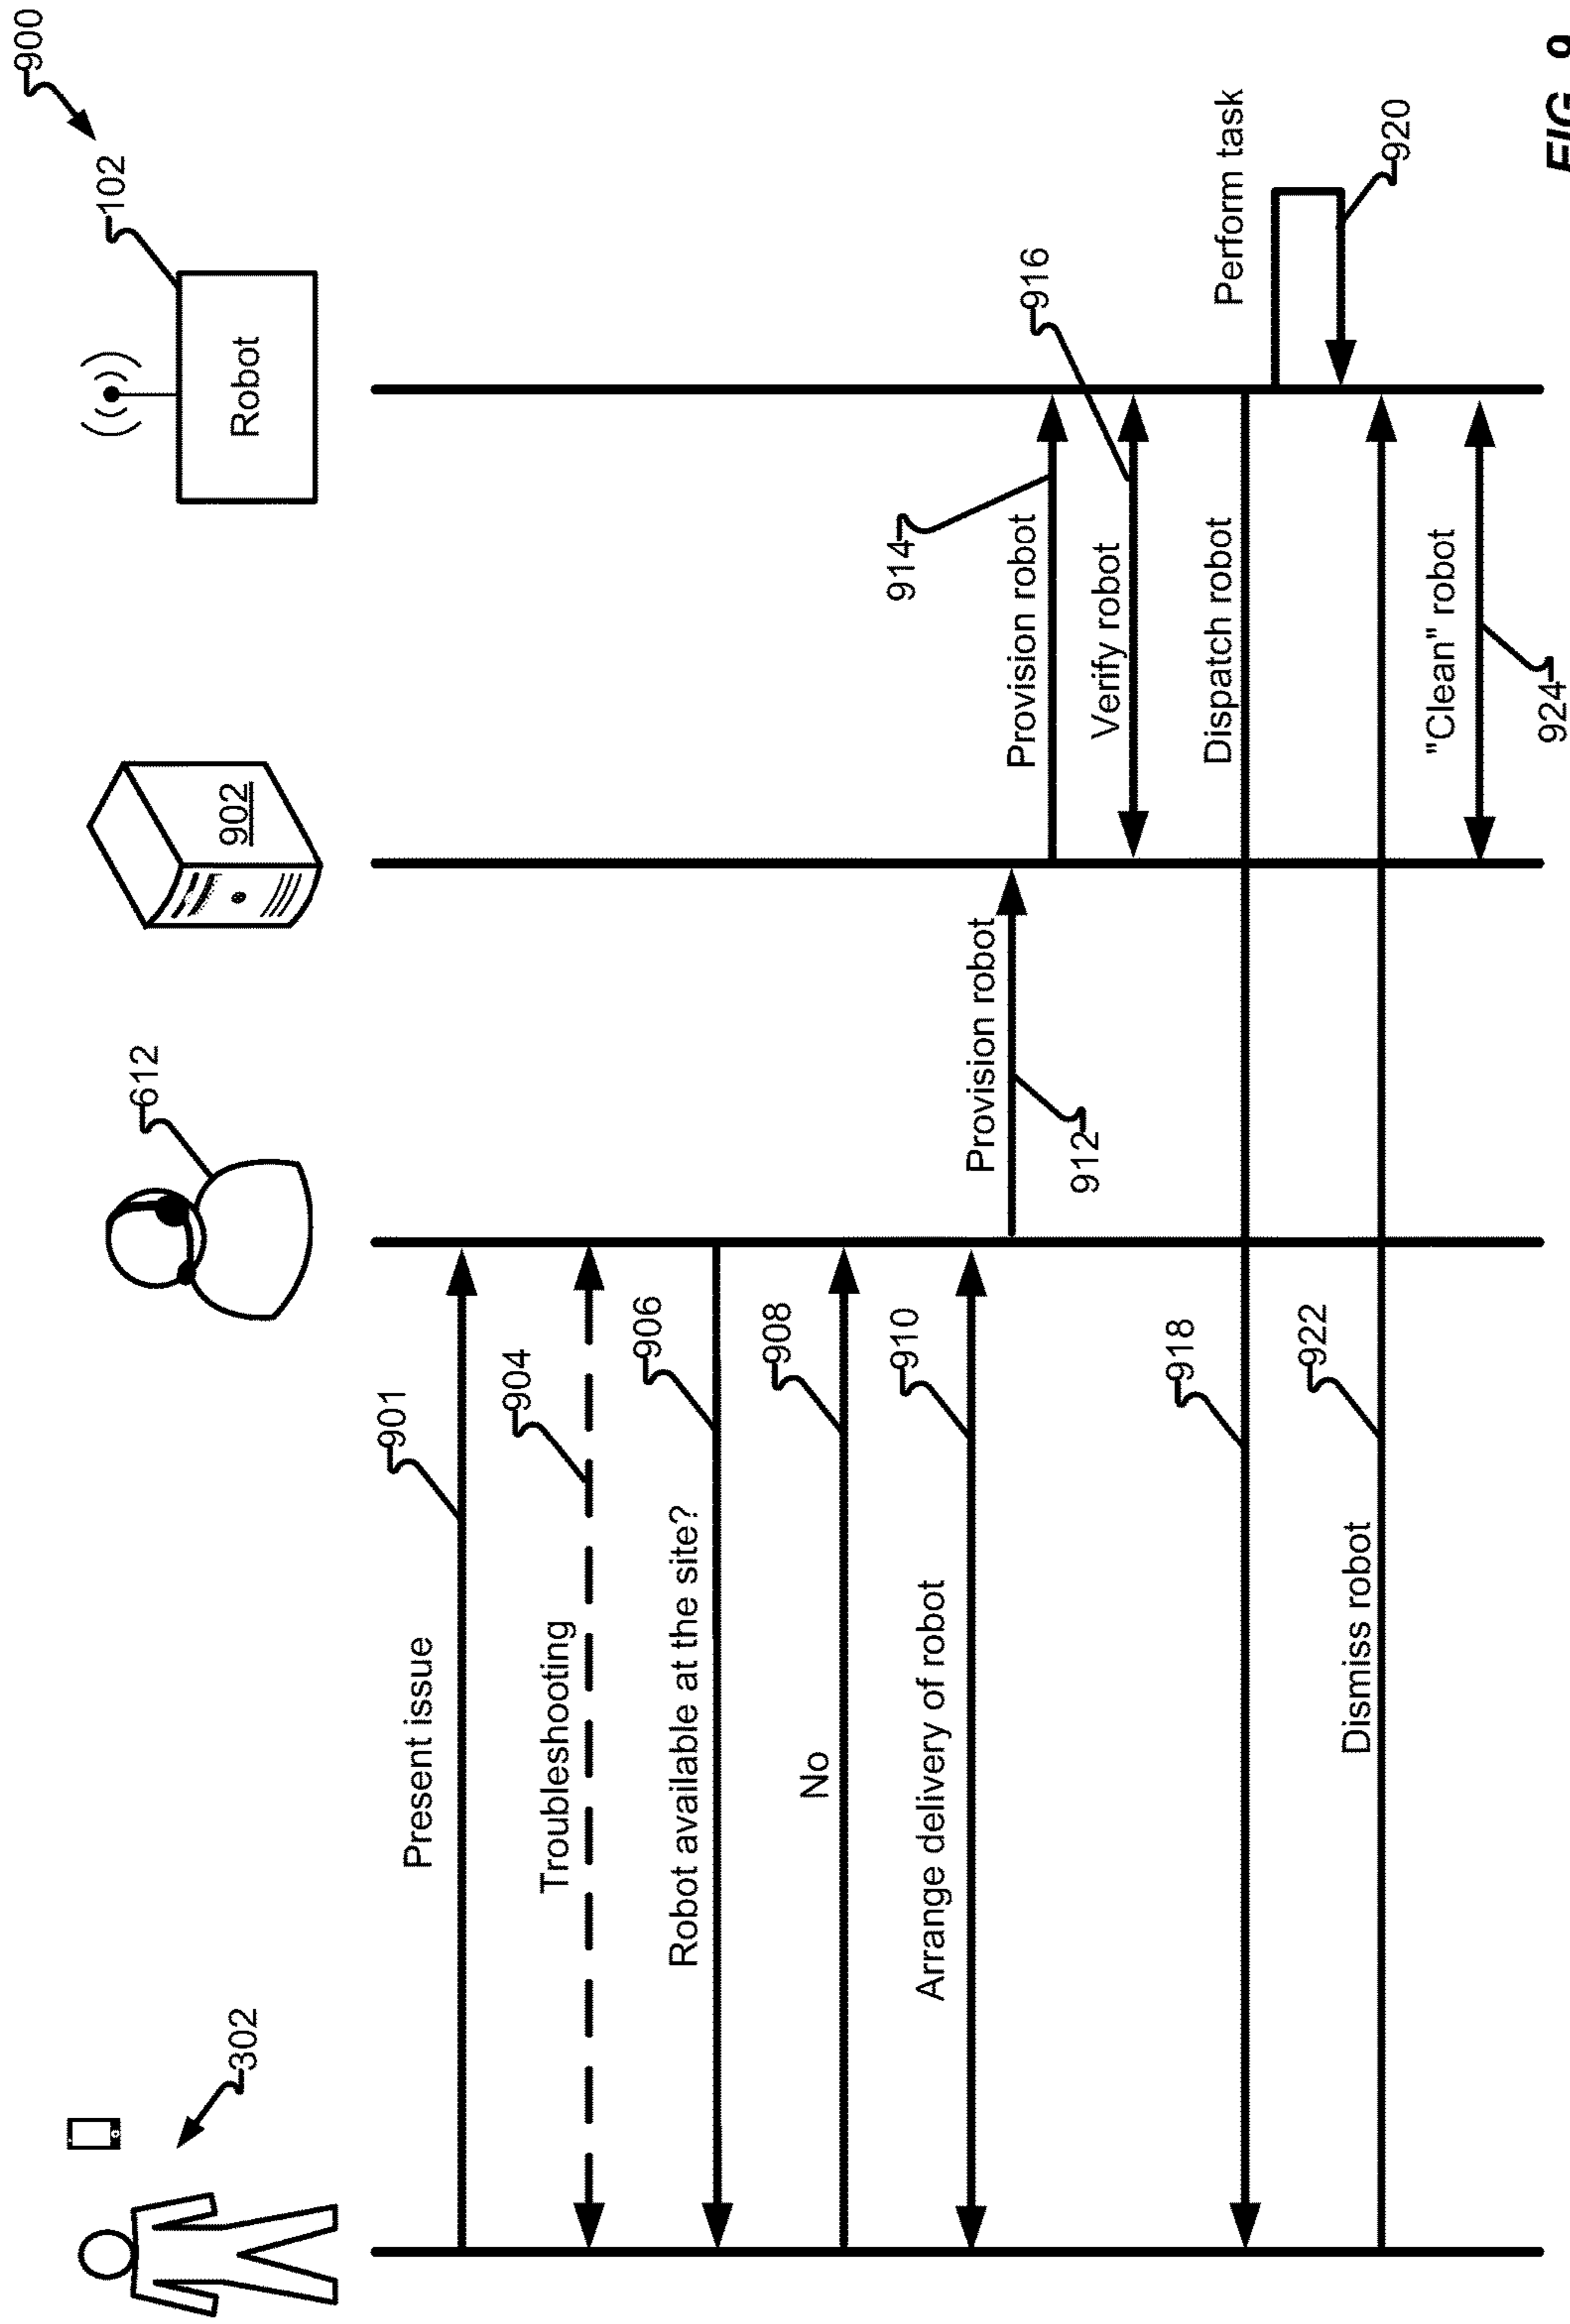 900
302
612
902
Robot
102
Present issue
901
Troubleshooting
904
Robot available at the site?
906
No
908
Arrange delivery of robot
910
Provision robot
912
Provision robot
914
Verify robot
916
Dispatch robot
918
Perform task
920
Dismiss robot
922
"Clean" robot
924